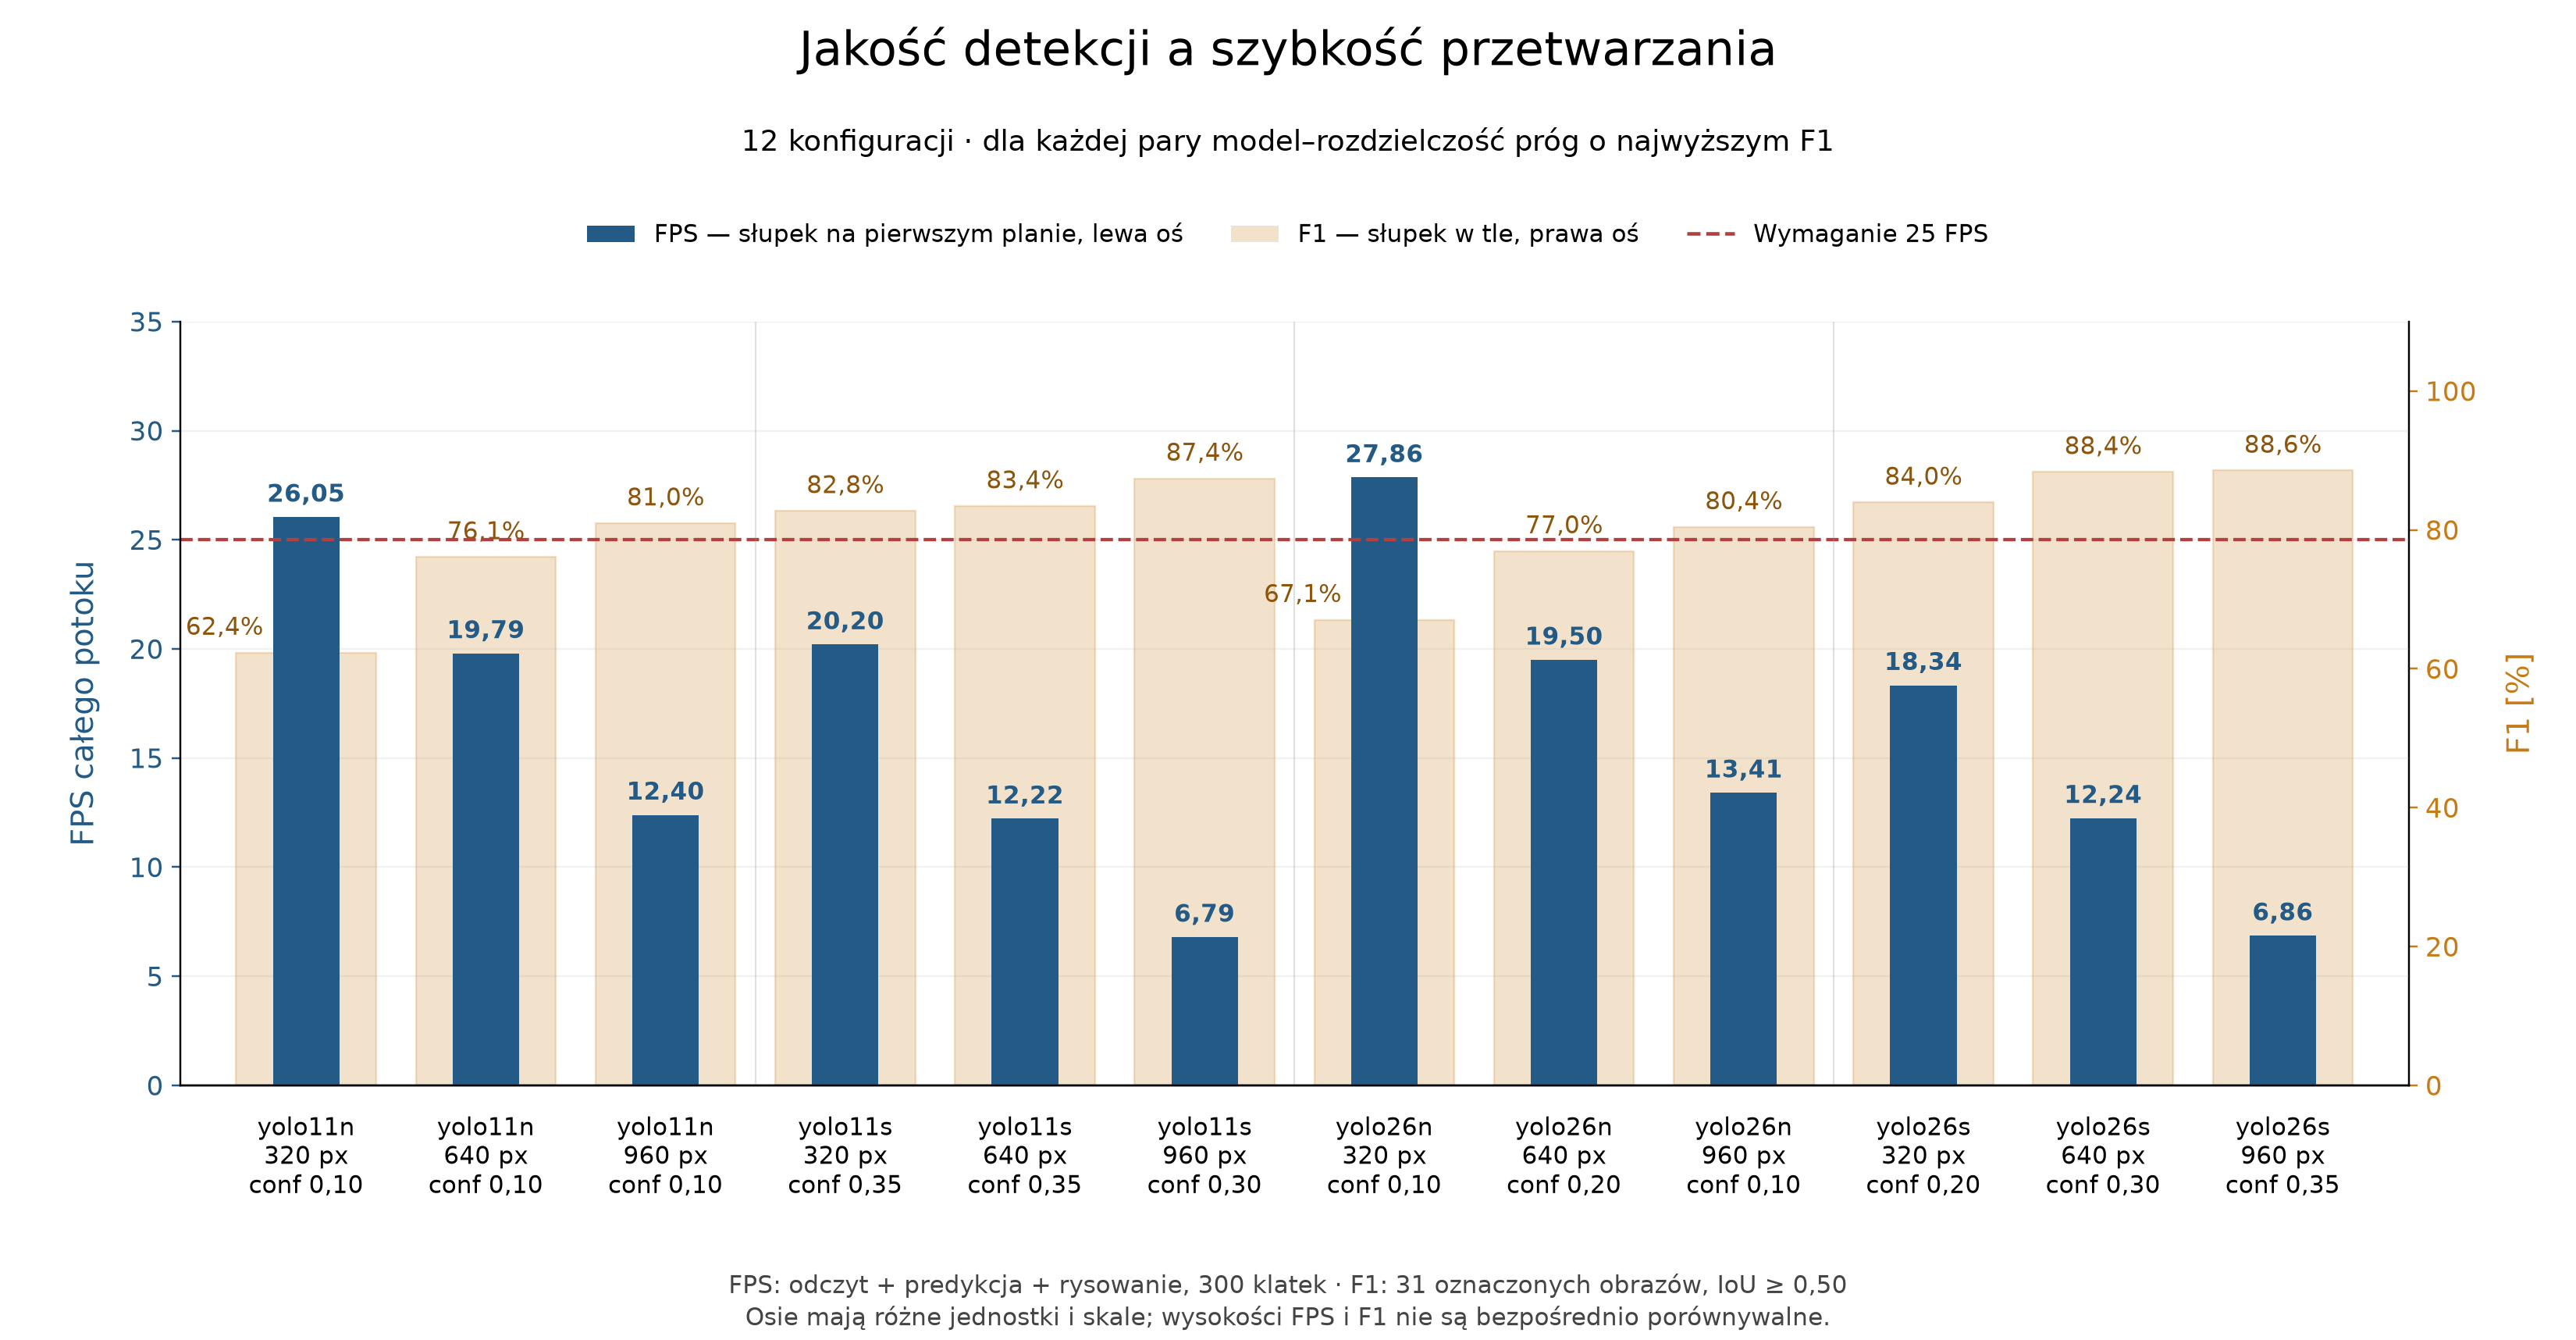 Jakość detekcji a szybkość przetwarzania
12 konfiguracji · dla każdej pary model–rozdzielczość próg o najwyższym F1
FPS — słupek na pierwszym planie, lewa oś
F1 — słupek w tle, prawa oś
Wymaganie 25 FPS
FPS całego potoku
35
30
25
20
15
10
5
0
62,4%
26,05
76,1%
19,79
81,0%
12,40
82,8%
20,20
83,4%
12,22
87,4%
6,79
67,1%
27,86
77,0%
19,50
80,4%
13,41
84,0%
18,34
88,4%
12,24
88,6%
6,86
100
80
60
40
20
0
F1 [%]
yolo11n
320 px
conf 0,10
yolo11n
640 px
conf 0,10
yolo11n
960 px
conf 0,10
yolo11s
320 px
conf 0,35
yolo11s
640 px
conf 0,35
yolo11s
960 px
conf 0,30
yolo26n
320 px
conf 0,10
yolo26n
640 px
conf 0,20
yolo26n
960 px
conf 0,10
yolo26s
320 px
conf 0,20
yolo26s
640 px
conf 0,30
yolo26s
960 px
conf 0,35
FPS: odczyt + predykcja + rysowanie, 300 klatek · F1: 31 oznaczonych obrazów, IoU ≥ 0,50
Osie mają różne jednostki i skale; wysokości FPS i F1 nie są bezpośrednio porównywalne.